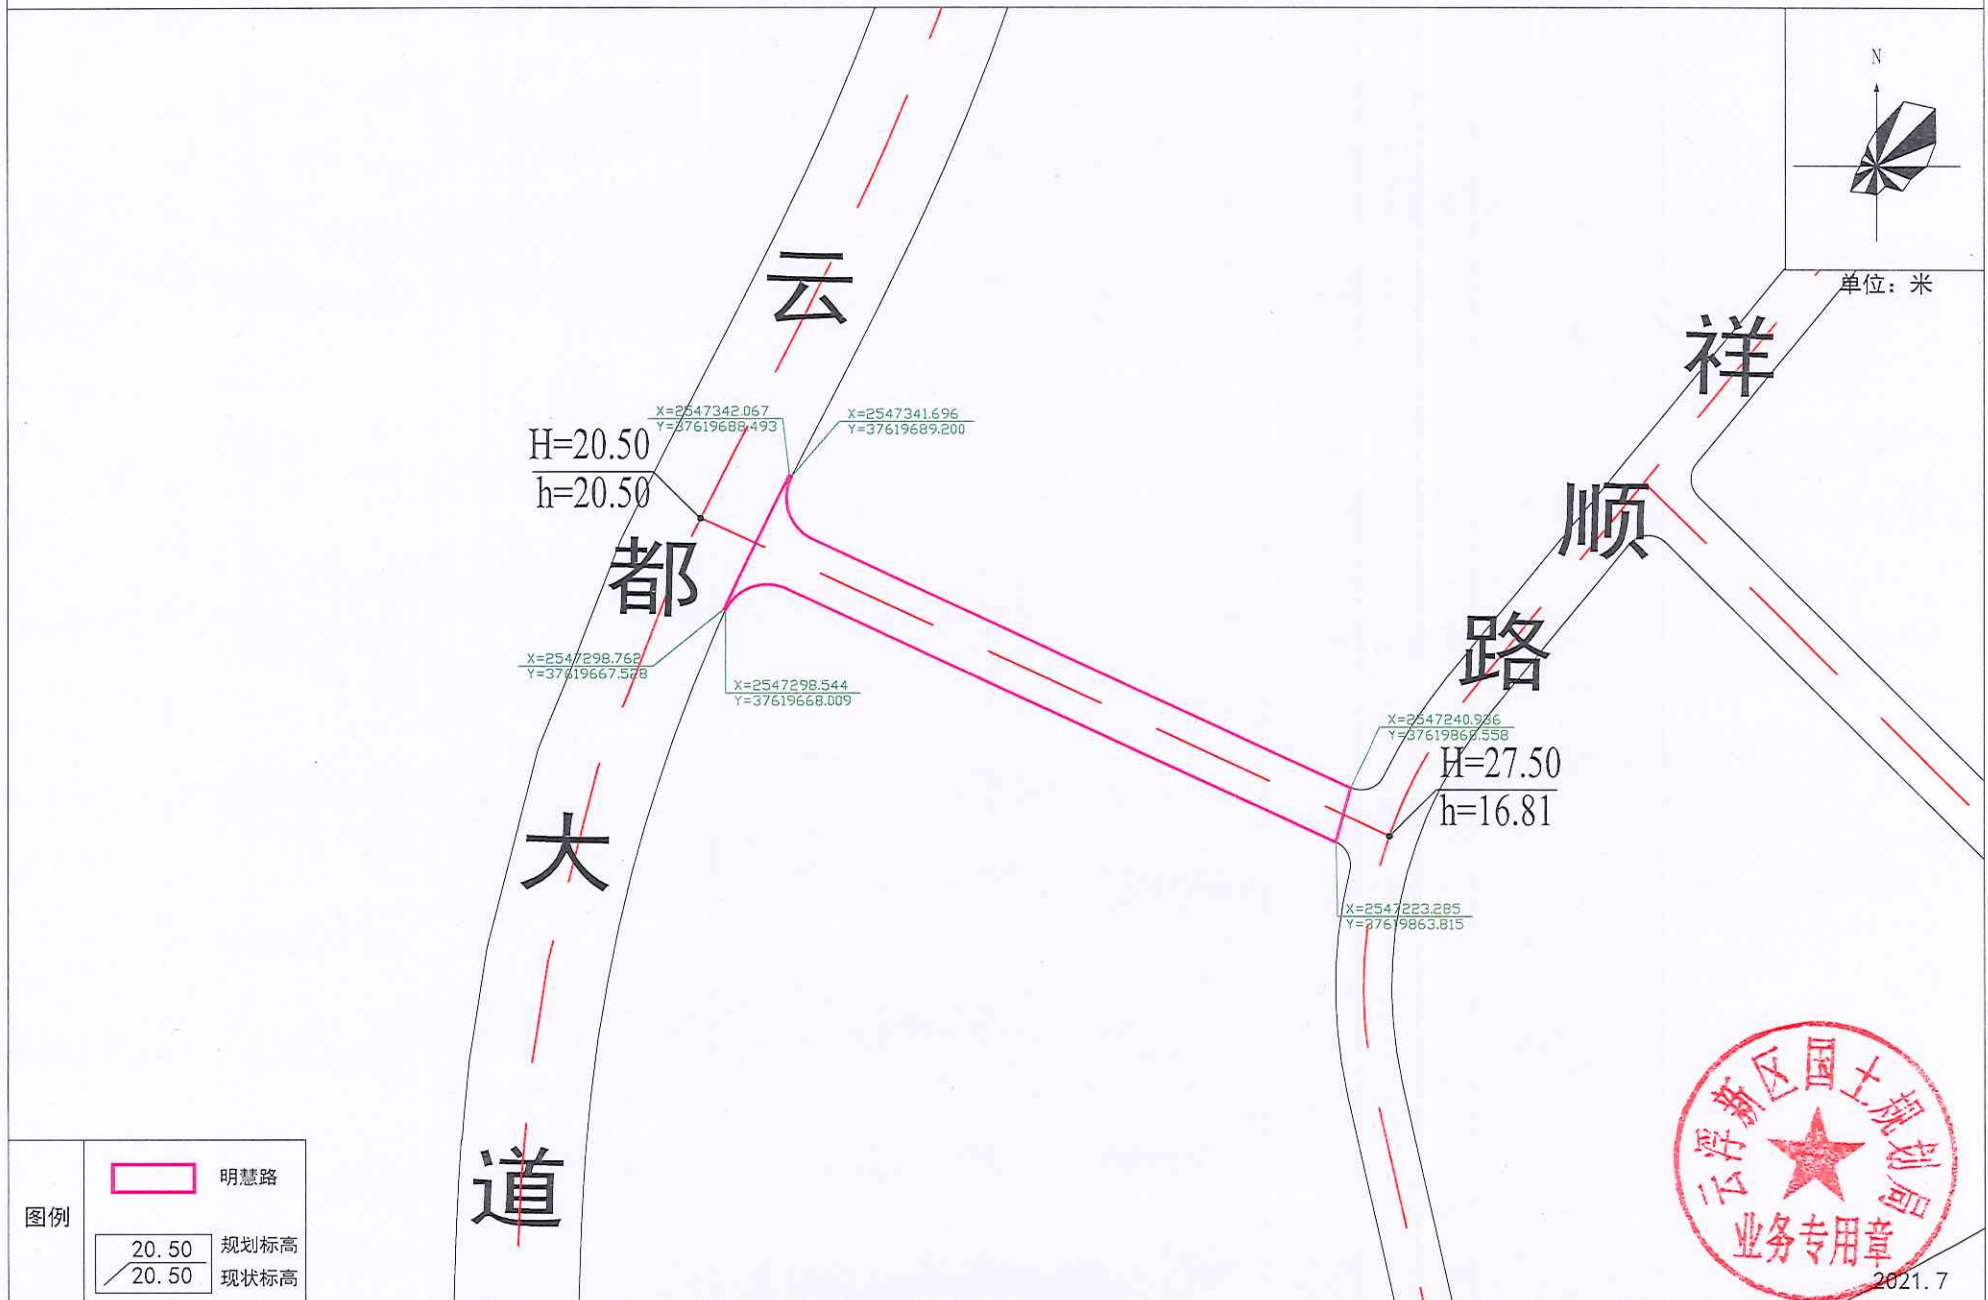 N
单位：米
云都大道
祥顺路
X=2547342.067
Y=37619688.493
X=2547341.696
Y=37619689.200
H=20.50
h=20.50
X=2547298.762
Y=37619667.528
X=2547298.544
Y=37619668.009
X=2547240.936
Y=37619868.558
H=27.50
h=16.81
X=2547223.285
Y=37619863.815
图例
明慧路
20.50 规划标高
20.50 现状标高
云浮新区国土规划局
业务专用章
2021.7